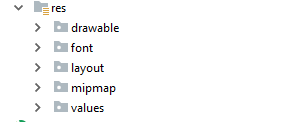 res
drawable
font
layout
mipmap
values